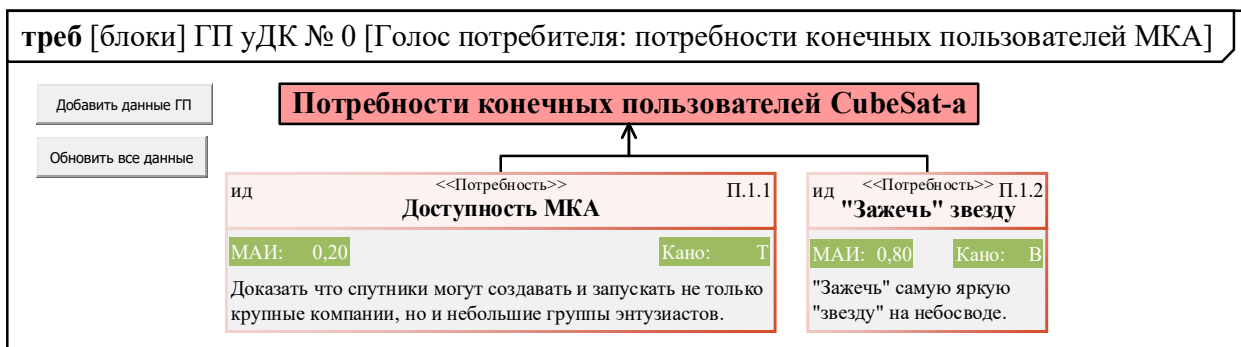 треб [блоки] ГП уДК № 0 [Голос потребителя: потребности конечных пользователей МКА]
Добавить данные ГП
Потребности конечных пользователей CubeSat-а
Обновить все данные
ид <<Потребность>> П.1.1
Доступность МКА
МАИ: 0,20 Кано: Т
Доказать что спутники могут создавать и запускать не только
крупные компании, но и небольшие группы энтузиастов.
ид <<Потребность>> П.1.2
"Зажечь" звезду
МАИ: 0,80 Кано: В
"Зажечь" самую яркую
"звезду" на небосводе.